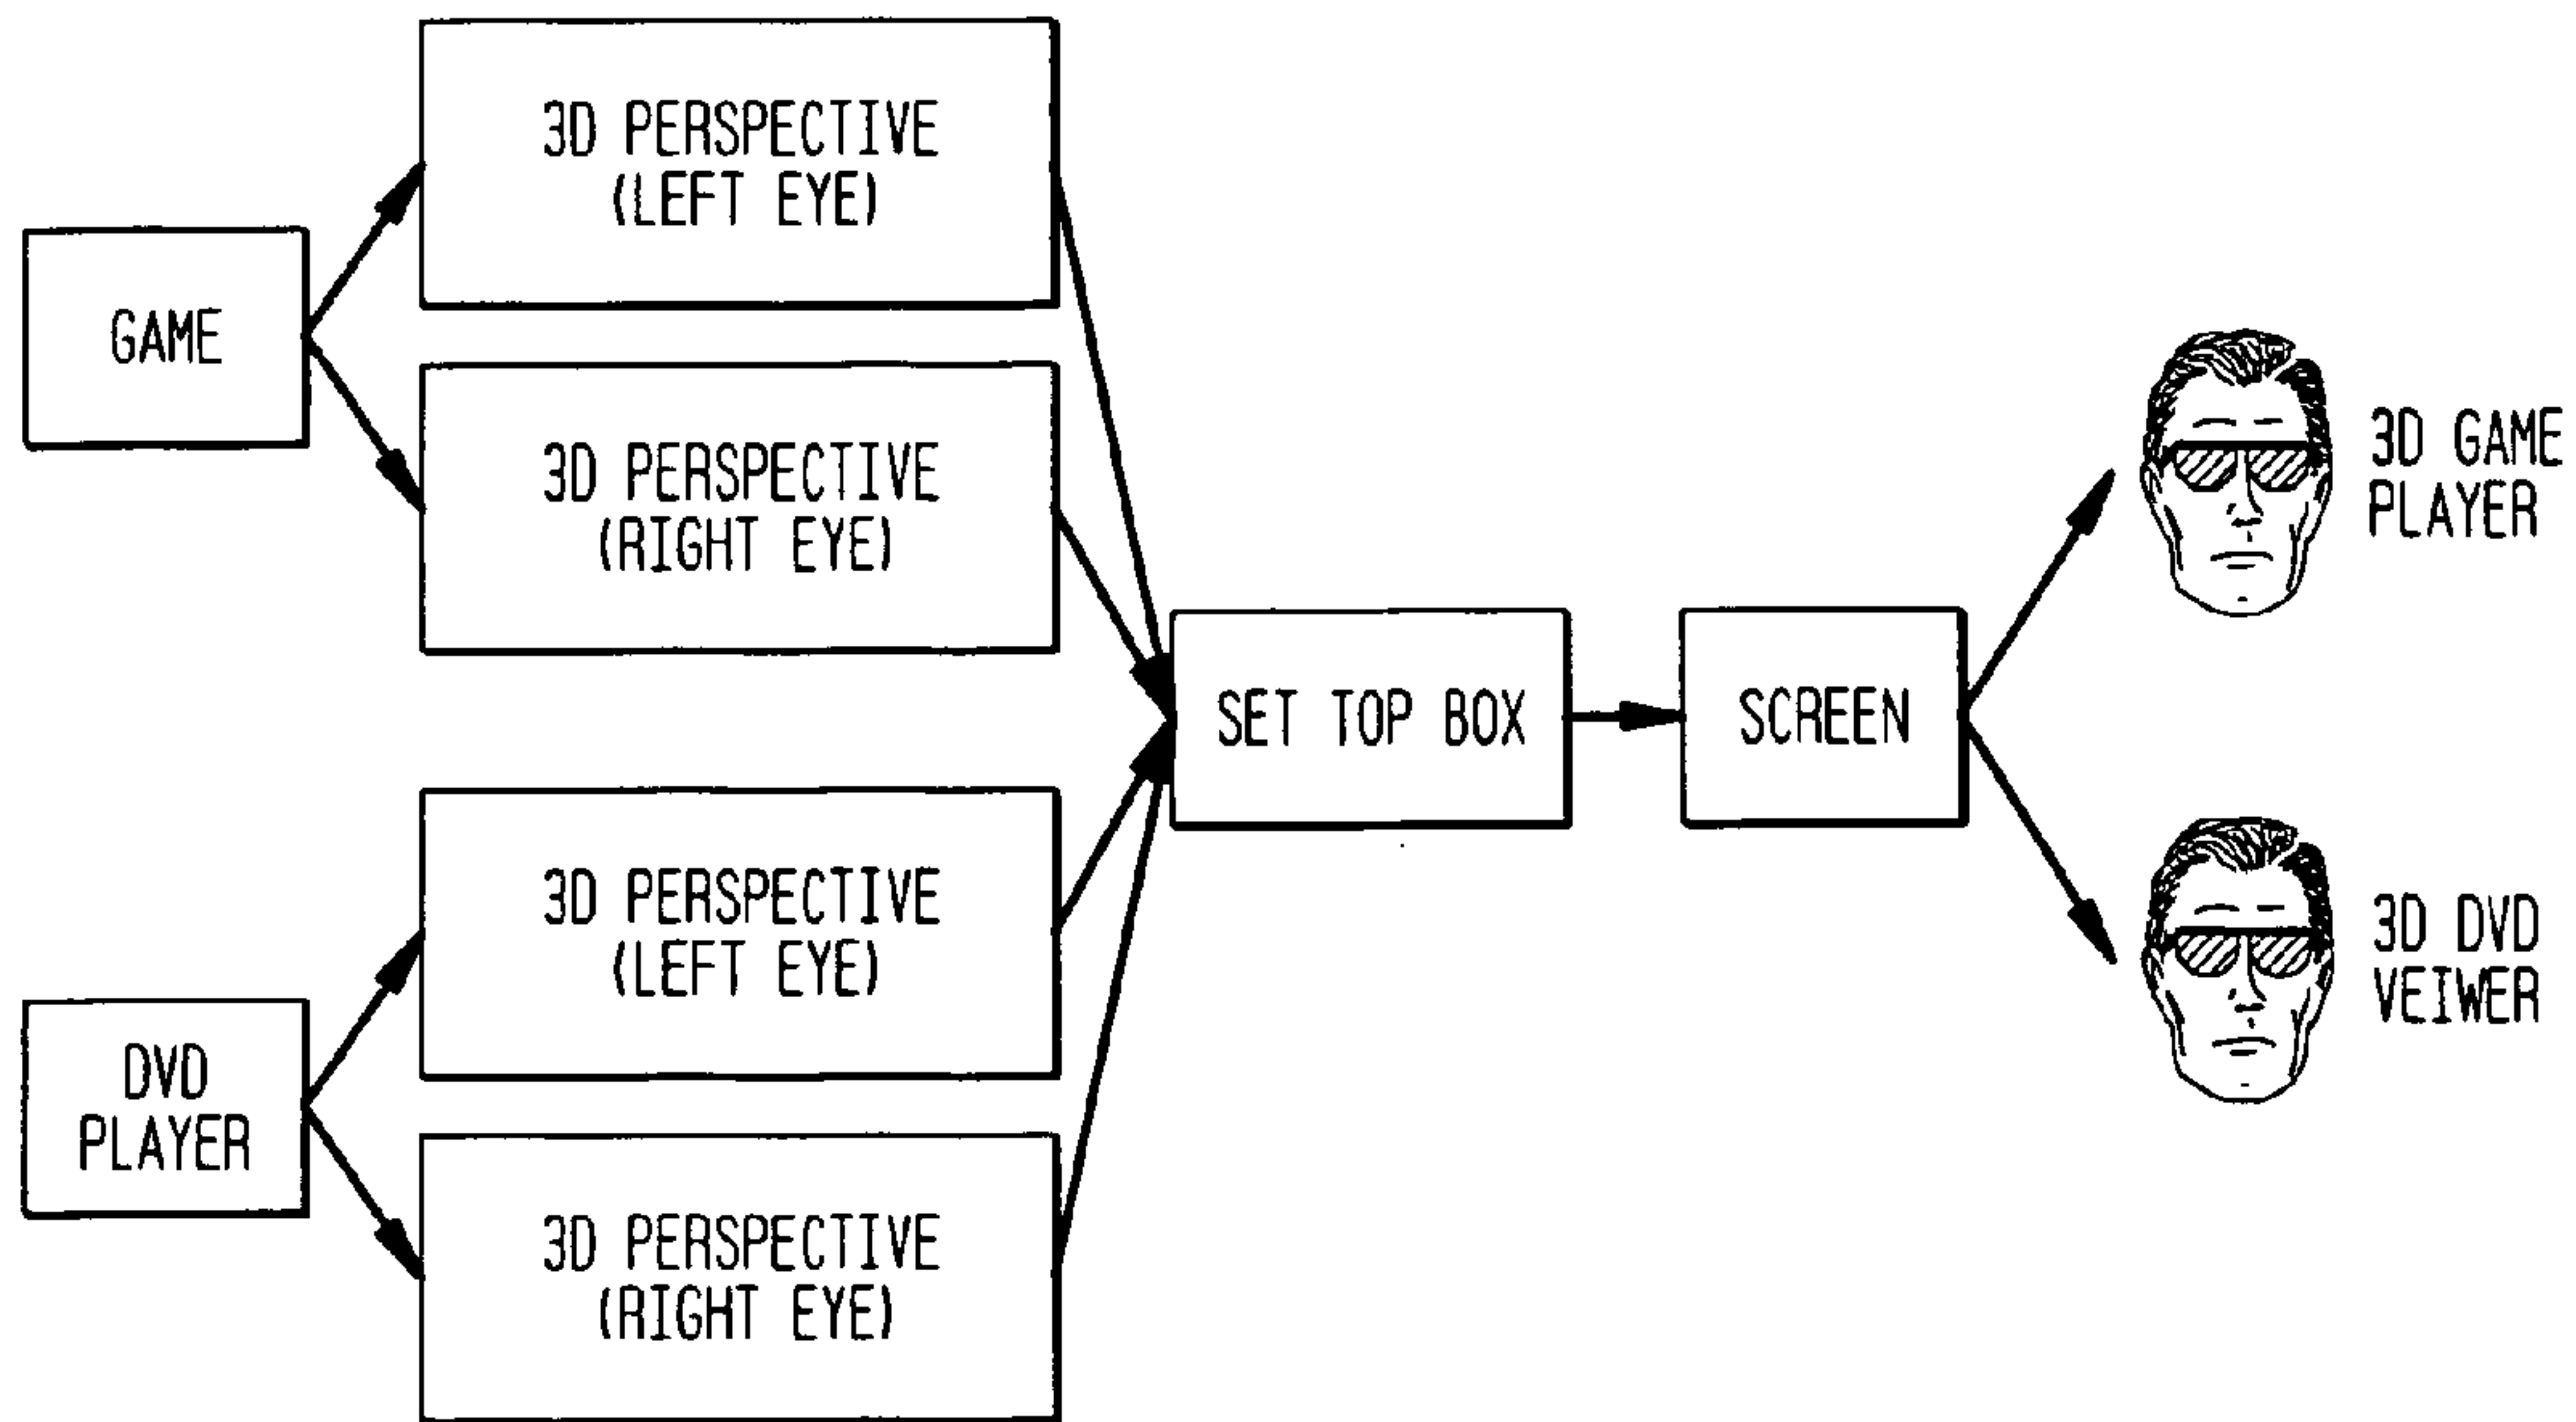 GAME
3D PERSPECTIVE
(LEFT EYE)
3D PERSPECTIVE
(RIGHT EYE)
DVD
PLAYER
3D PERSPECTIVE
(LEFT EYE)
3D PERSPECTIVE
(RIGHT EYE)
SET TOP BOX
SCREEN
3D GAME
PLAYER
3D DVD
VEIWER